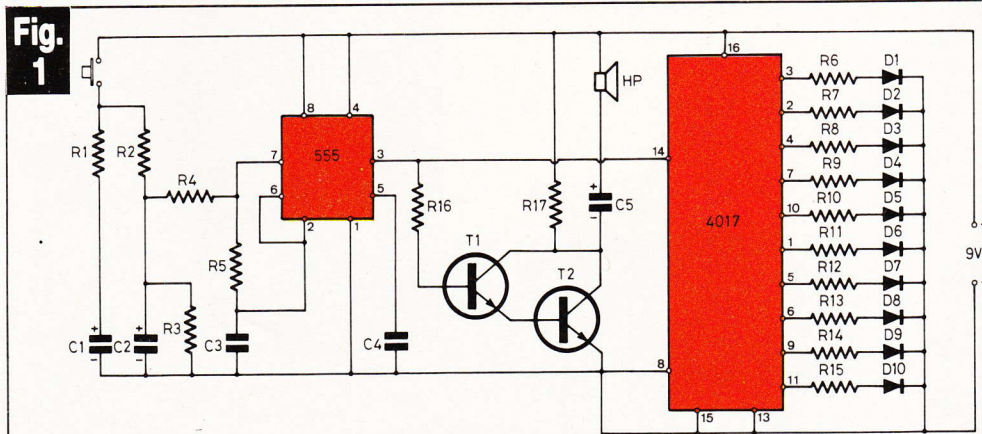 Fig.
1
R1
R2
R4
R5
R3
C1
+
-
C2
+
-
C3
C4
555
8
4
7
6
3
5
2
1
R16
R17
T1
T2
HP
C5
+
-
4017
16
14
8
15
13
3
R6
D1
2
R7
D2
4
R8
D3
7
R9
D4
10
R10
D5
1
R11
D6
5
R12
D7
6
R13
D8
9
R14
D9
11
R15
D10
9V